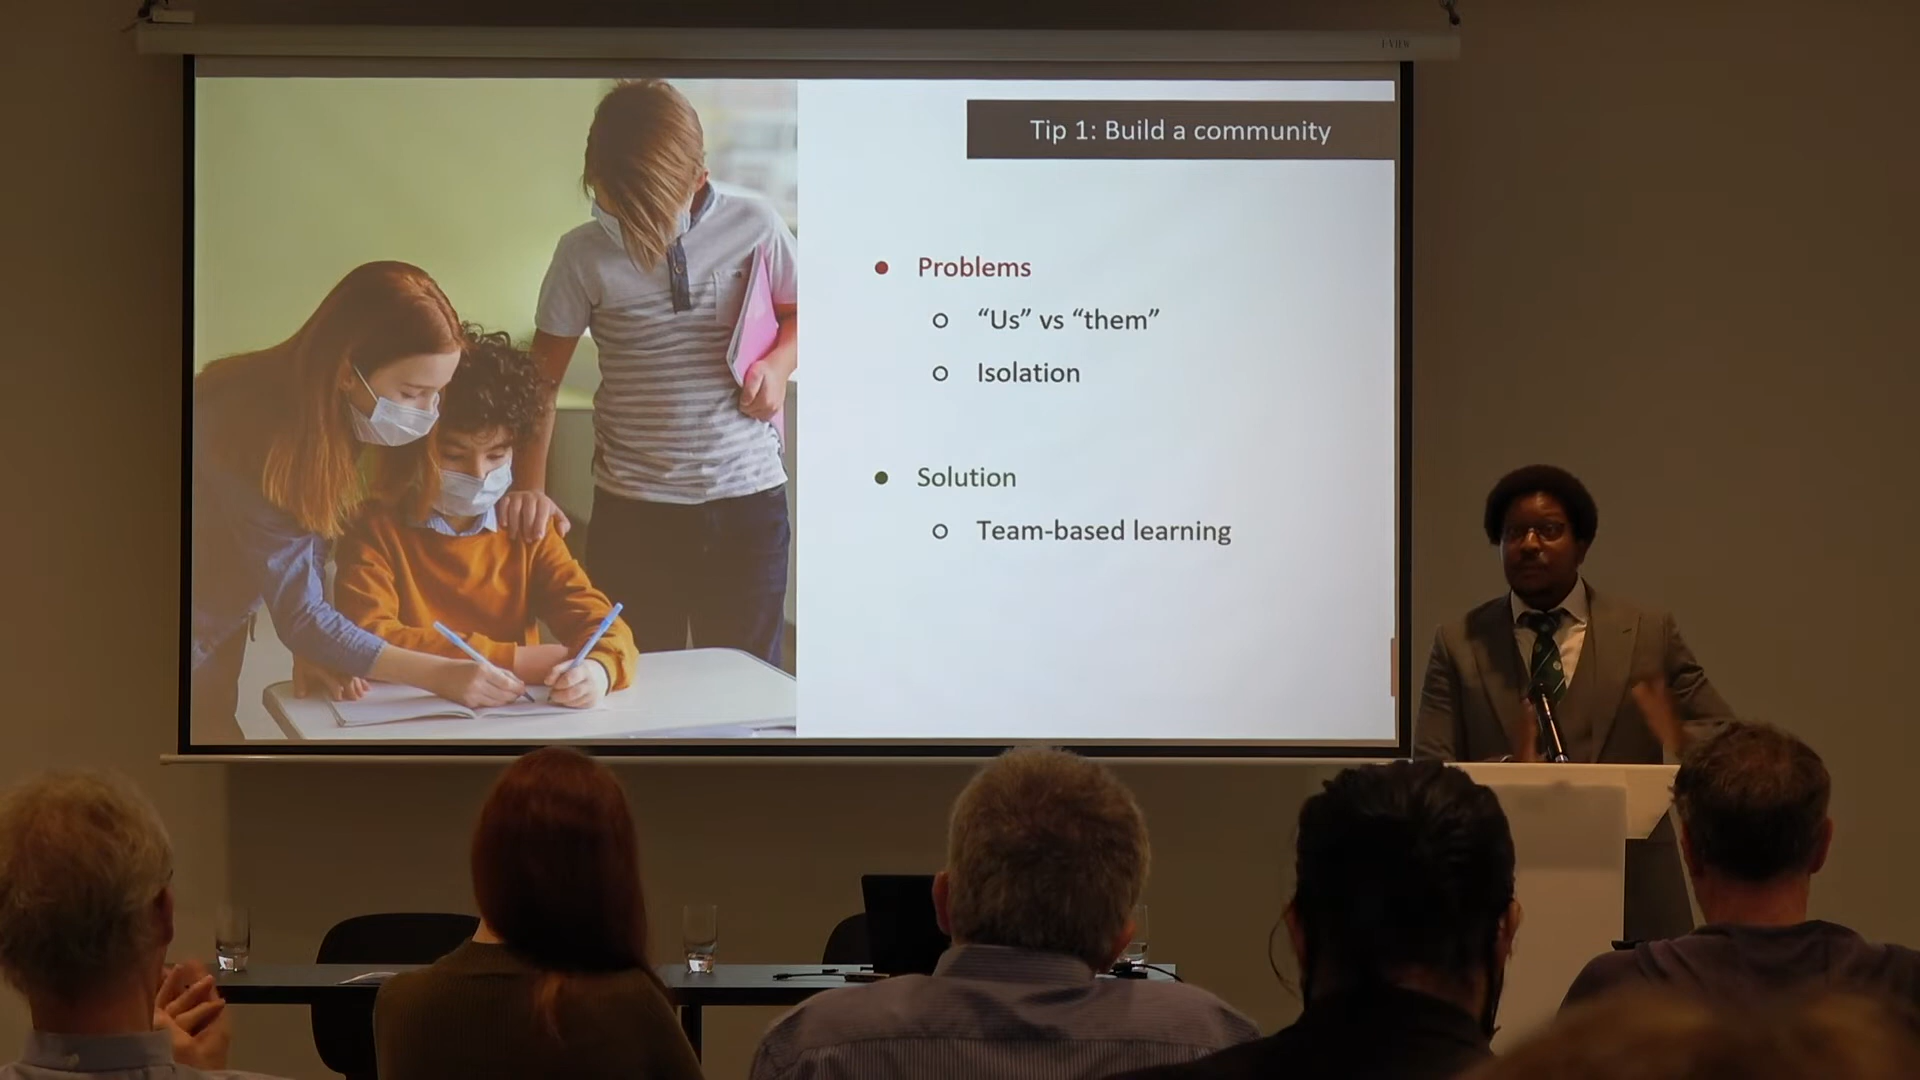 Tip 1: Build a community
Problems
“Us” vs “them”
Isolation
Solution
Team-based learning